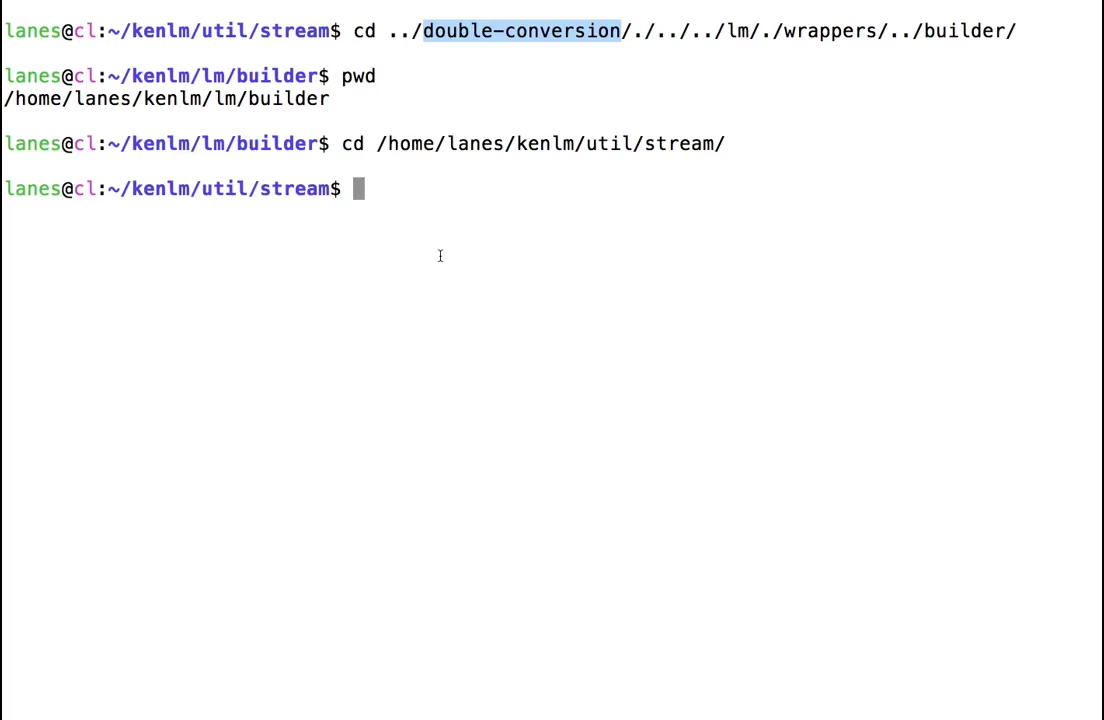 lanes@cl:~/kenlm/util/stream$ cd ../double-conversion/./../../lm/./wrappers/../builder/
lanes@cl:~/kenlm/lm/builder$ pwd
/home/lanes/kenlm/lm/builder
lanes@cl:~/kenlm/lm/builder$ cd /home/lanes/kenlm/util/stream/
lanes@cl:~/kenlm/util/stream$